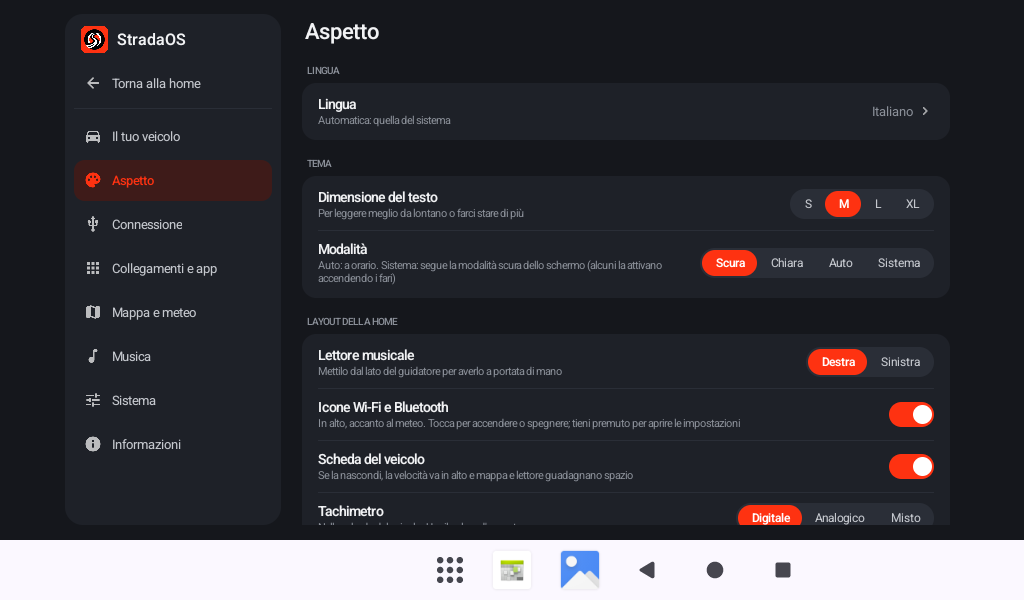 StradaOS
Torna alla home
Il tuo veicolo
Aspetto
Connessione
Collegamenti e app
Mappa e meteo
Musica
Sistema
Informazioni
Aspetto
LINGUA
Lingua
Automatica: quella del sistema
Italiano
TEMA
Dimensione del testo
Per leggere meglio da lontano o farci stare di più
S M L XL
Modalità
Auto: a orario. Sistema: segue la modalità scura dello schermo (alcuni la attivano
accendendo i fari)
Scura Chiara Auto Sistema
LAYOUT DELLA HOME
Lettore musicale
Mettilo dal lato del guidatore per averlo a portata di mano
Destra Sinistra
Icone Wi-Fi e Bluetooth
In alto, accanto al meteo. Tocca per accendere o spegnere; tieni premuto per aprire le impostazioni
Scheda del veicolo
Se la nascondi, la velocità va in alto e mappa e lettore guadagnano spazio
Tachimetro
Digitale Analogico Misto